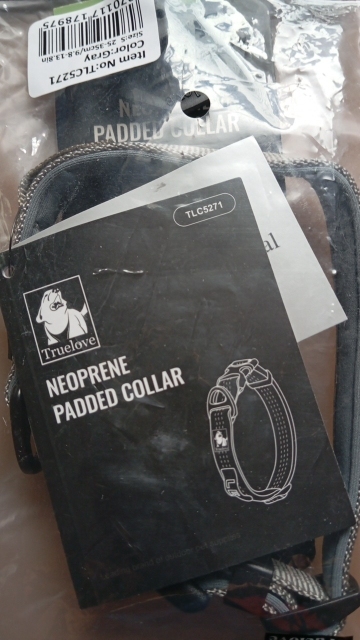 Item No:TLC5271
Color:Gray
Size:S 25-35cm/9.8-13.8in
70117178975
PADDED COLLAR
TLC5271
al
Truelove
NEOPRENE
PADDED COLLAR